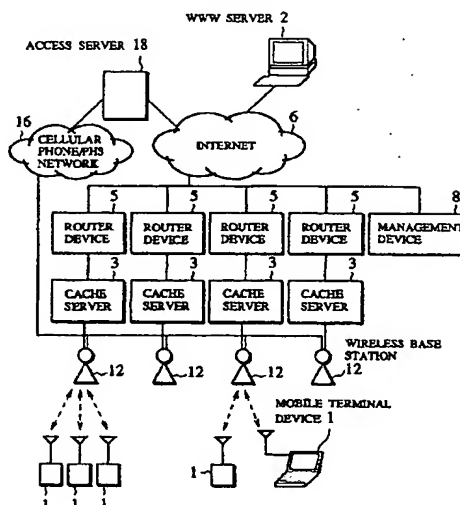 WWW SERVER 2
ACCESS SERVER 18
16
CELLULAR
PHONE/PHS
NETWORK
INTERNET
6
5 5 5 5 8
ROUTER DEVICE
ROUTER DEVICE
ROUTER DEVICE
ROUTER DEVICE
MANAGEMENT DEVICE
3 3 3 3
CACHE SERVER
CACHE SERVER
CACHE SERVER
CACHE SERVER
WIRELESS BASE
STATION
12 12 12 12
MOBILE TERMINAL
DEVICE 1
1
1 1 1